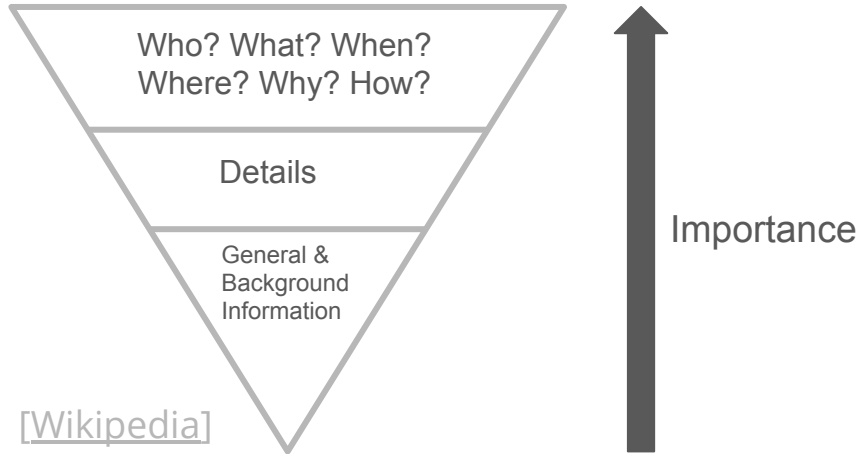 Who? What? When?
Where? Why? How?
Details
General &
Background
Information
Importance
[Wikipedia]